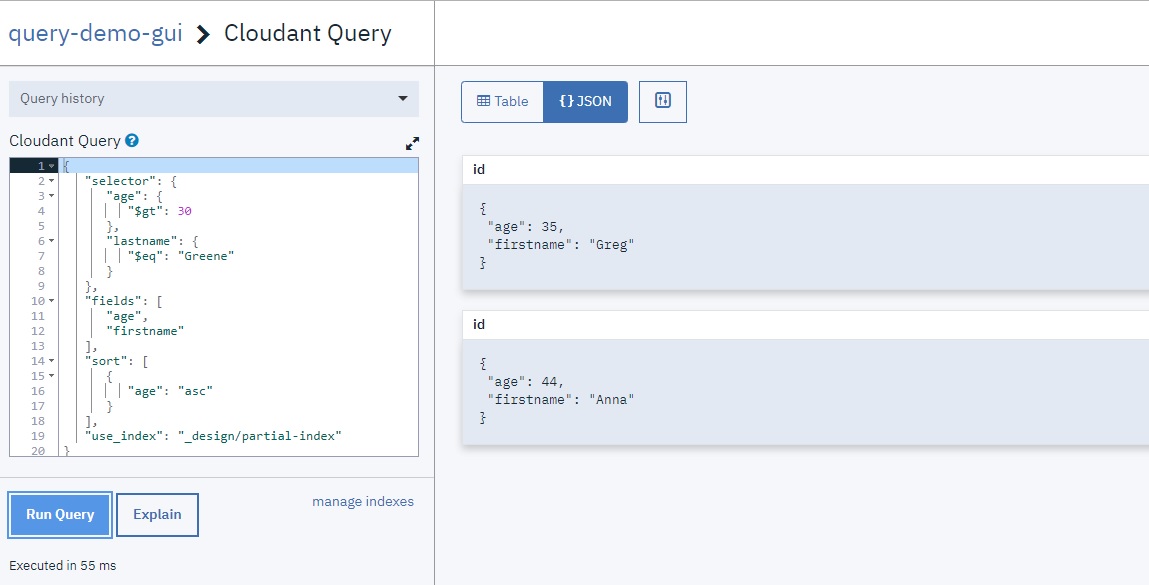 query-demo-gui > Cloudant Query
Query history
Cloudant Query ?
1 {
2 "selector": {
3 "age": {
4 "$gt": 30
5 },
6 "lastname": {
7 "$eq": "Greene"
8 }
9 },
10 "fields": [
11 "age",
12 "firstname"
13 ],
14 "sort": [
15 {
16 "age": "asc"
17 }
18 ],
19 "use_index": "_design/partial-index"
20 }
Run Query
Explain
manage indexes
Executed in 55 ms
Table
{} JSON
id
{
"age": 35,
"firstname": "Greg"
}
id
{
"age": 44,
"firstname": "Anna"
}